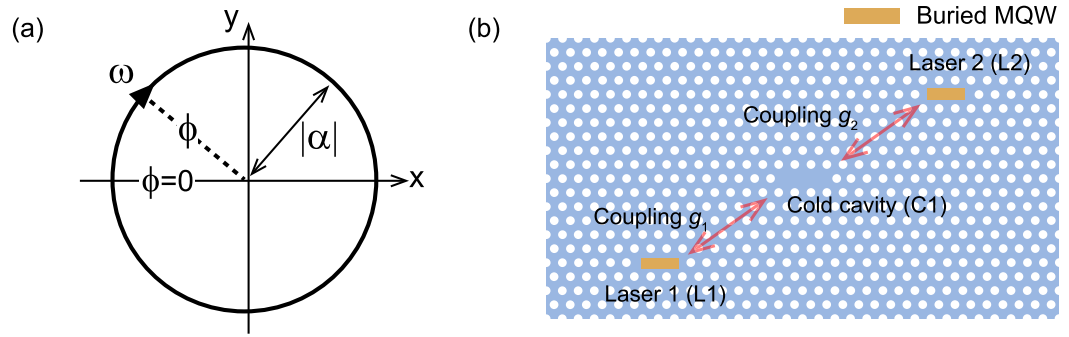 (a)
y
ω
ϕ
|α|
ϕ=0
x
(b)
Buried MQW
Laser 2 (L2)
Coupling g₂
Cold cavity (C1)
Coupling g₁
Laser 1 (L1)